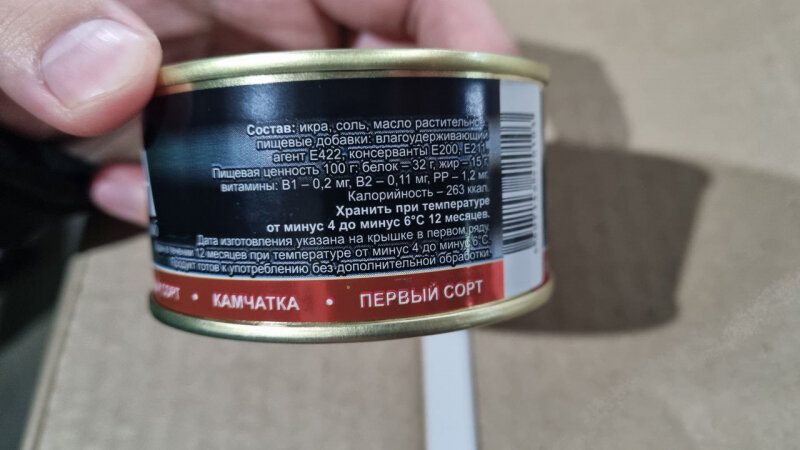 Состав: икра, соль, масло растительное,
пищевые добавки: влагоудерживающий
агент Е422, консерванты Е200, Е211.
Пищевая ценность 100 г: белок – 32 г, жир – 15 г,
витамины: В1 – 0,2 мг, В2 – 0,11 мг, РР – 1,2 мг.
Калорийность – 263 ккал.
Хранить при температуре
от минус 4 до минус 6°С 12 месяцев.
Дата изготовления указана на крышке в первом ряду.
в течении 12 месяцев при температуре от минус 4 до минус 6°С.
Продукт готов к употреблению без дополнительной обработки.
СОРТ • КАМЧАТКА • ПЕРВЫЙ СОРТ